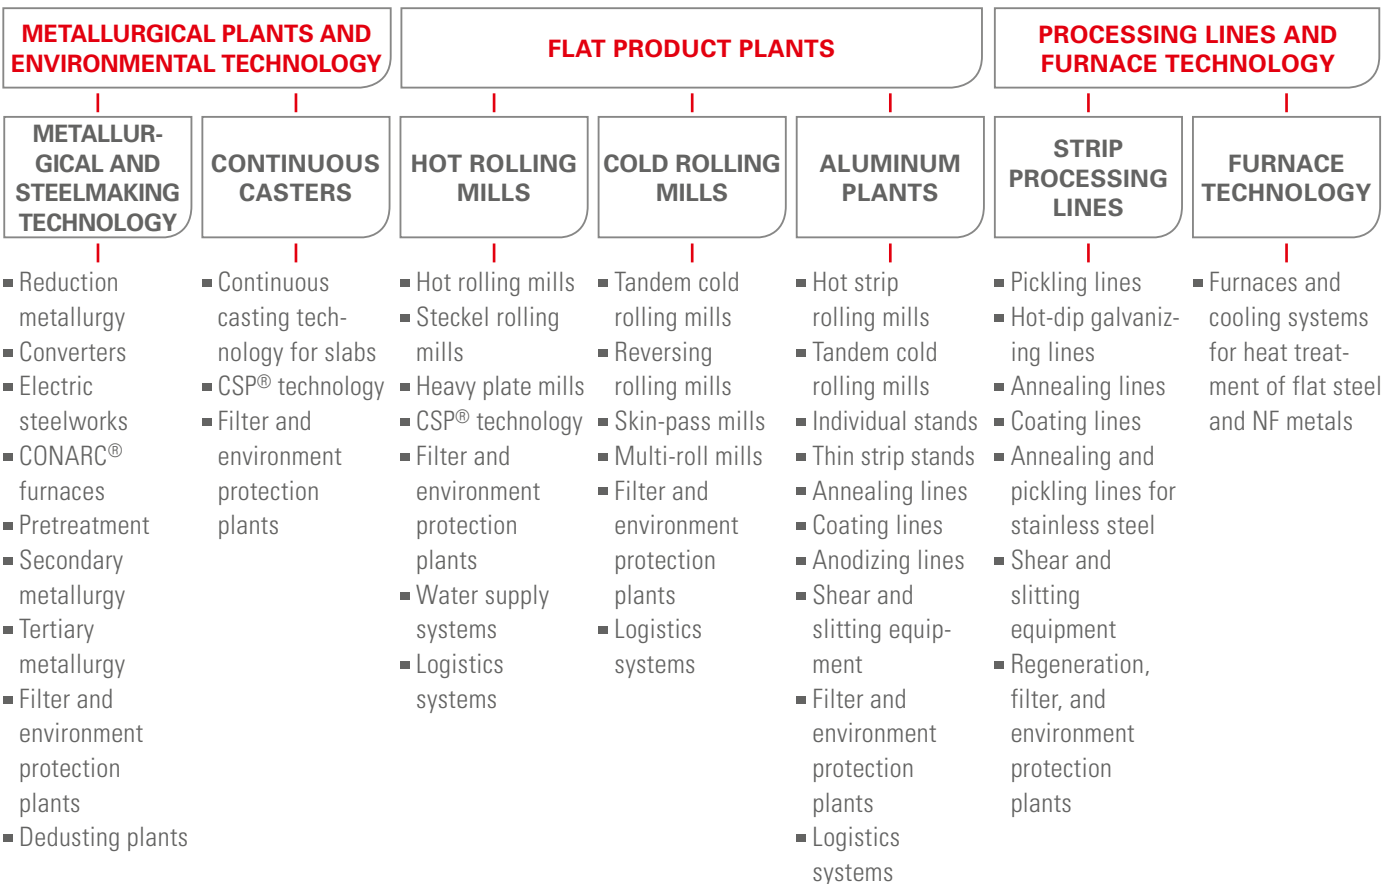 METALLURGICAL PLANTS AND
ENVIRONMENTAL TECHNOLOGY
FLAT PRODUCT PLANTS
PROCESSING LINES AND
FURNACE TECHNOLOGY
METALLUR-
GICAL AND
STEELMAKING
TECHNOLOGY
CONTINUOUS
CASTERS
HOT ROLLING
MILLS
COLD ROLLING
MILLS
ALUMINUM
PLANTS
STRIP
PROCESSING
LINES
FURNACE
TECHNOLOGY
Reduction
metallurgy
Converters
Electric
steelworks
CONARC®
furnaces
Pretreatment
Secondary
metallurgy
Tertiary
metallurgy
Filter and
environment
protection
plants
Dedusting plants
Continuous
casting tech-
nology for slabs
CSP® technology
Filter and
environment
protection
plants
Hot rolling mills
Steckel rolling
mills
Heavy plate mills
CSP® technology
Filter and
environment
protection
plants
Water supply
systems
Logistics
systems
Tandem cold
rolling mills
Reversing
rolling mills
Skin-pass mills
Multi-roll mills
Filter and
environment
protection
plants
Logistics
systems
Hot strip
rolling mills
Tandem cold
rolling mills
Individual stands
Thin strip stands
Annealing lines
Coating lines
Anodizing lines
Shear and
slitting equip-
ment
Filter and
environment
protection
plants
Logistics
systems
Pickling lines
Hot-dip galvaniz-
ing lines
Annealing lines
Coating lines
Annealing and
pickling lines for
stainless steel
Shear and
slitting
equipment
Regeneration,
filter, and
environment
protection
plants
Furnaces and
cooling systems
for heat treat-
ment of flat steel
and NF metals